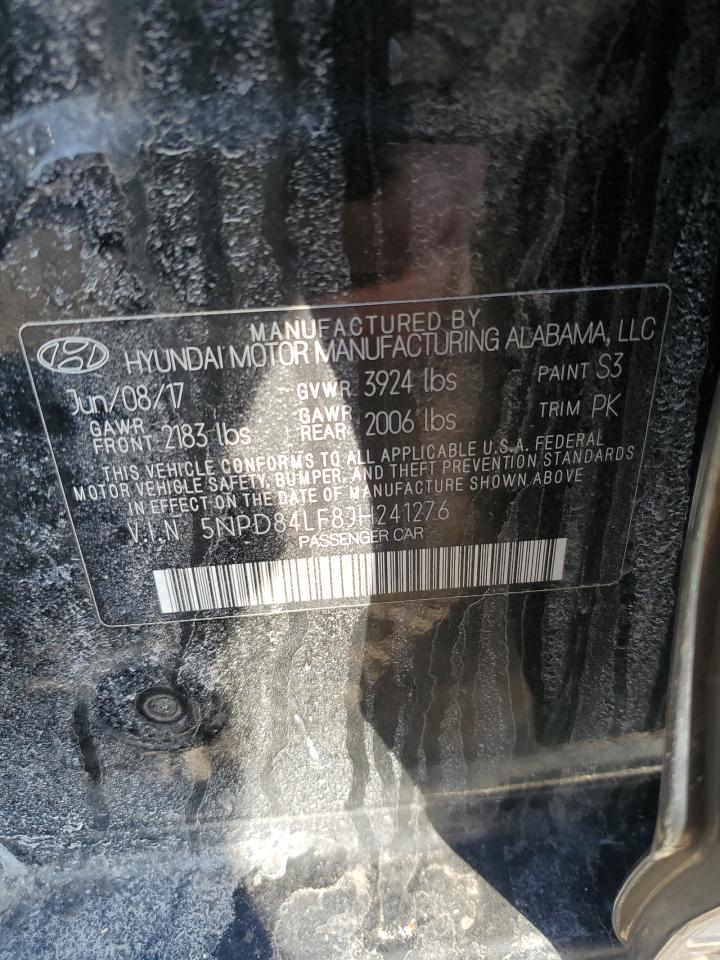 MANUFACTURED BY
HYUNDAI MOTOR MANUFACTURING ALABAMA, LLC
Jun/08/17 GVWR 3924 lbs PAINT S3
GAWR FRONT 2183 lbs GAWR REAR 2006 lbs TRIM PK
THIS VEHICLE CONFORMS TO ALL APPLICABLE U.S.A. FEDERAL
MOTOR VEHICLE SAFETY, BUMPER, AND THEFT PREVENTION STANDARDS
IN EFFECT ON THE DATE OF MANUFACTURE SHOWN ABOVE
V.I.N. 5NPD84LF8JH241276
PASSENGER CAR